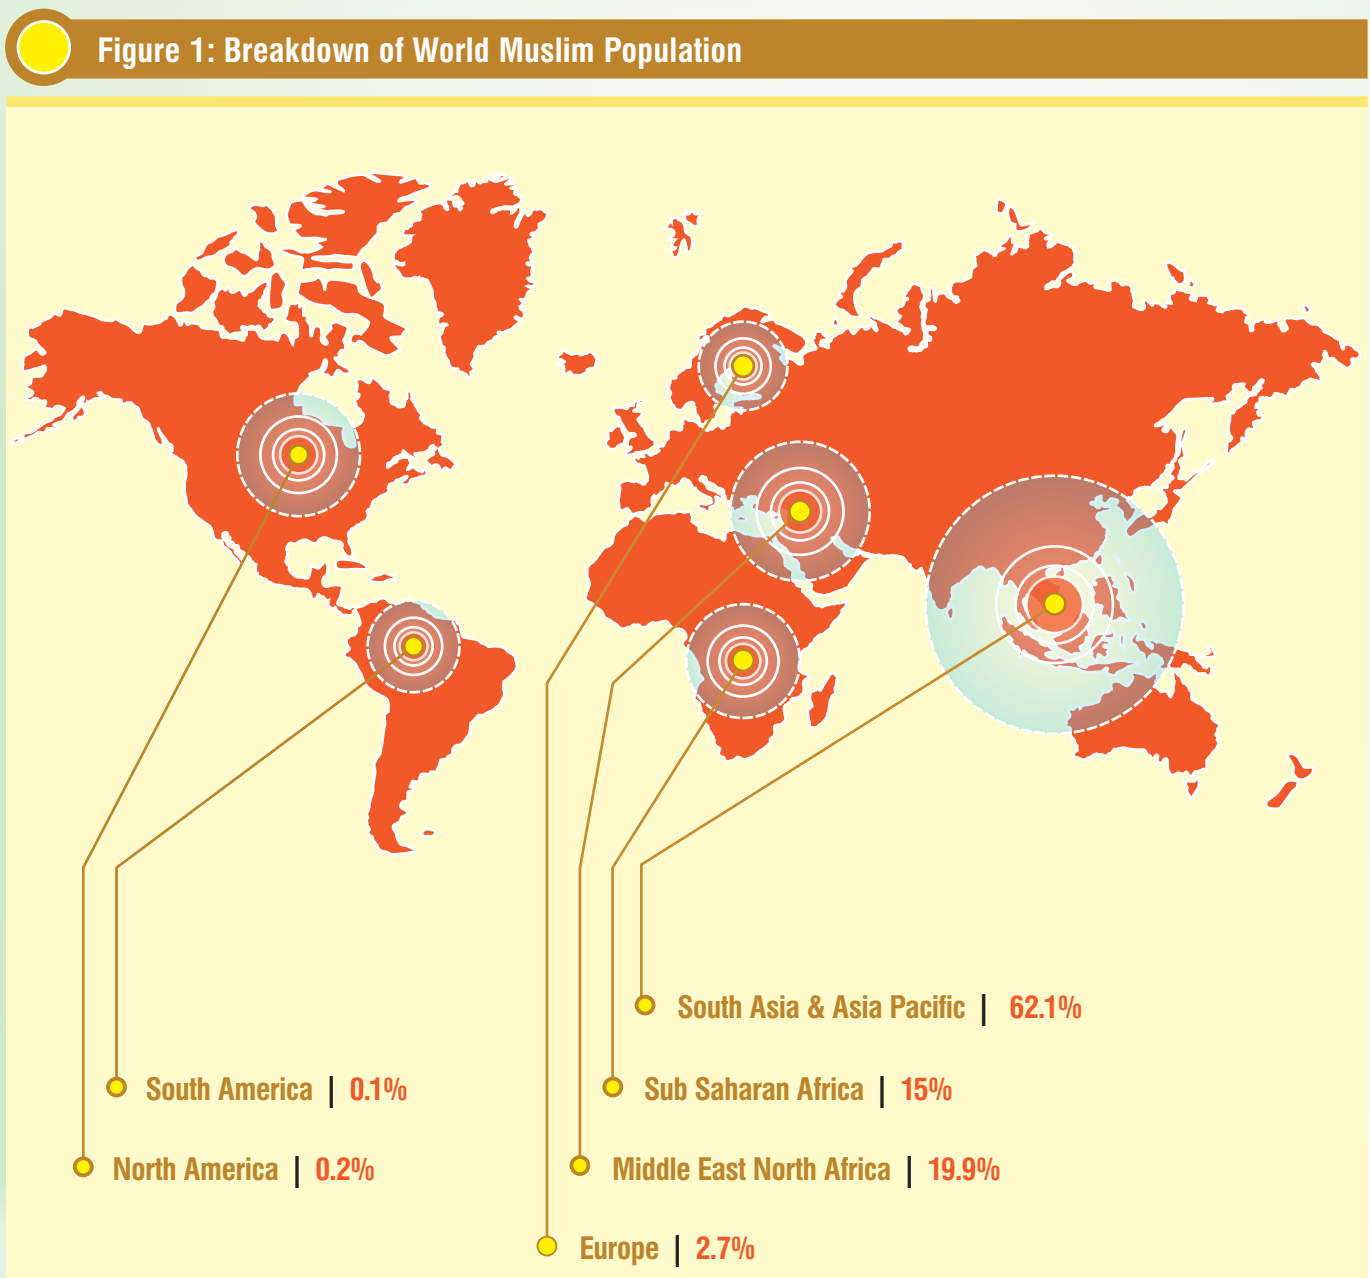 Figure 1: Breakdown of World Muslim Population
South Asia & Asia Pacific | 62.1%
South America | 0.1%
Sub Saharan Africa | 15%
North America | 0.2%
Middle East North Africa | 19.9%
Europe | 2.7%